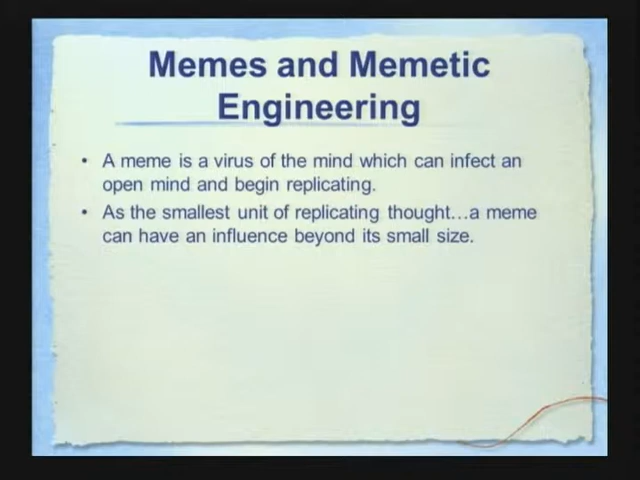 Memes and Memetic
Engineering
• A meme is a virus of the mind which can infect an
open mind and begin replicating.
• As the smallest unit of replicating thought…a meme
can have an influence beyond its small size.